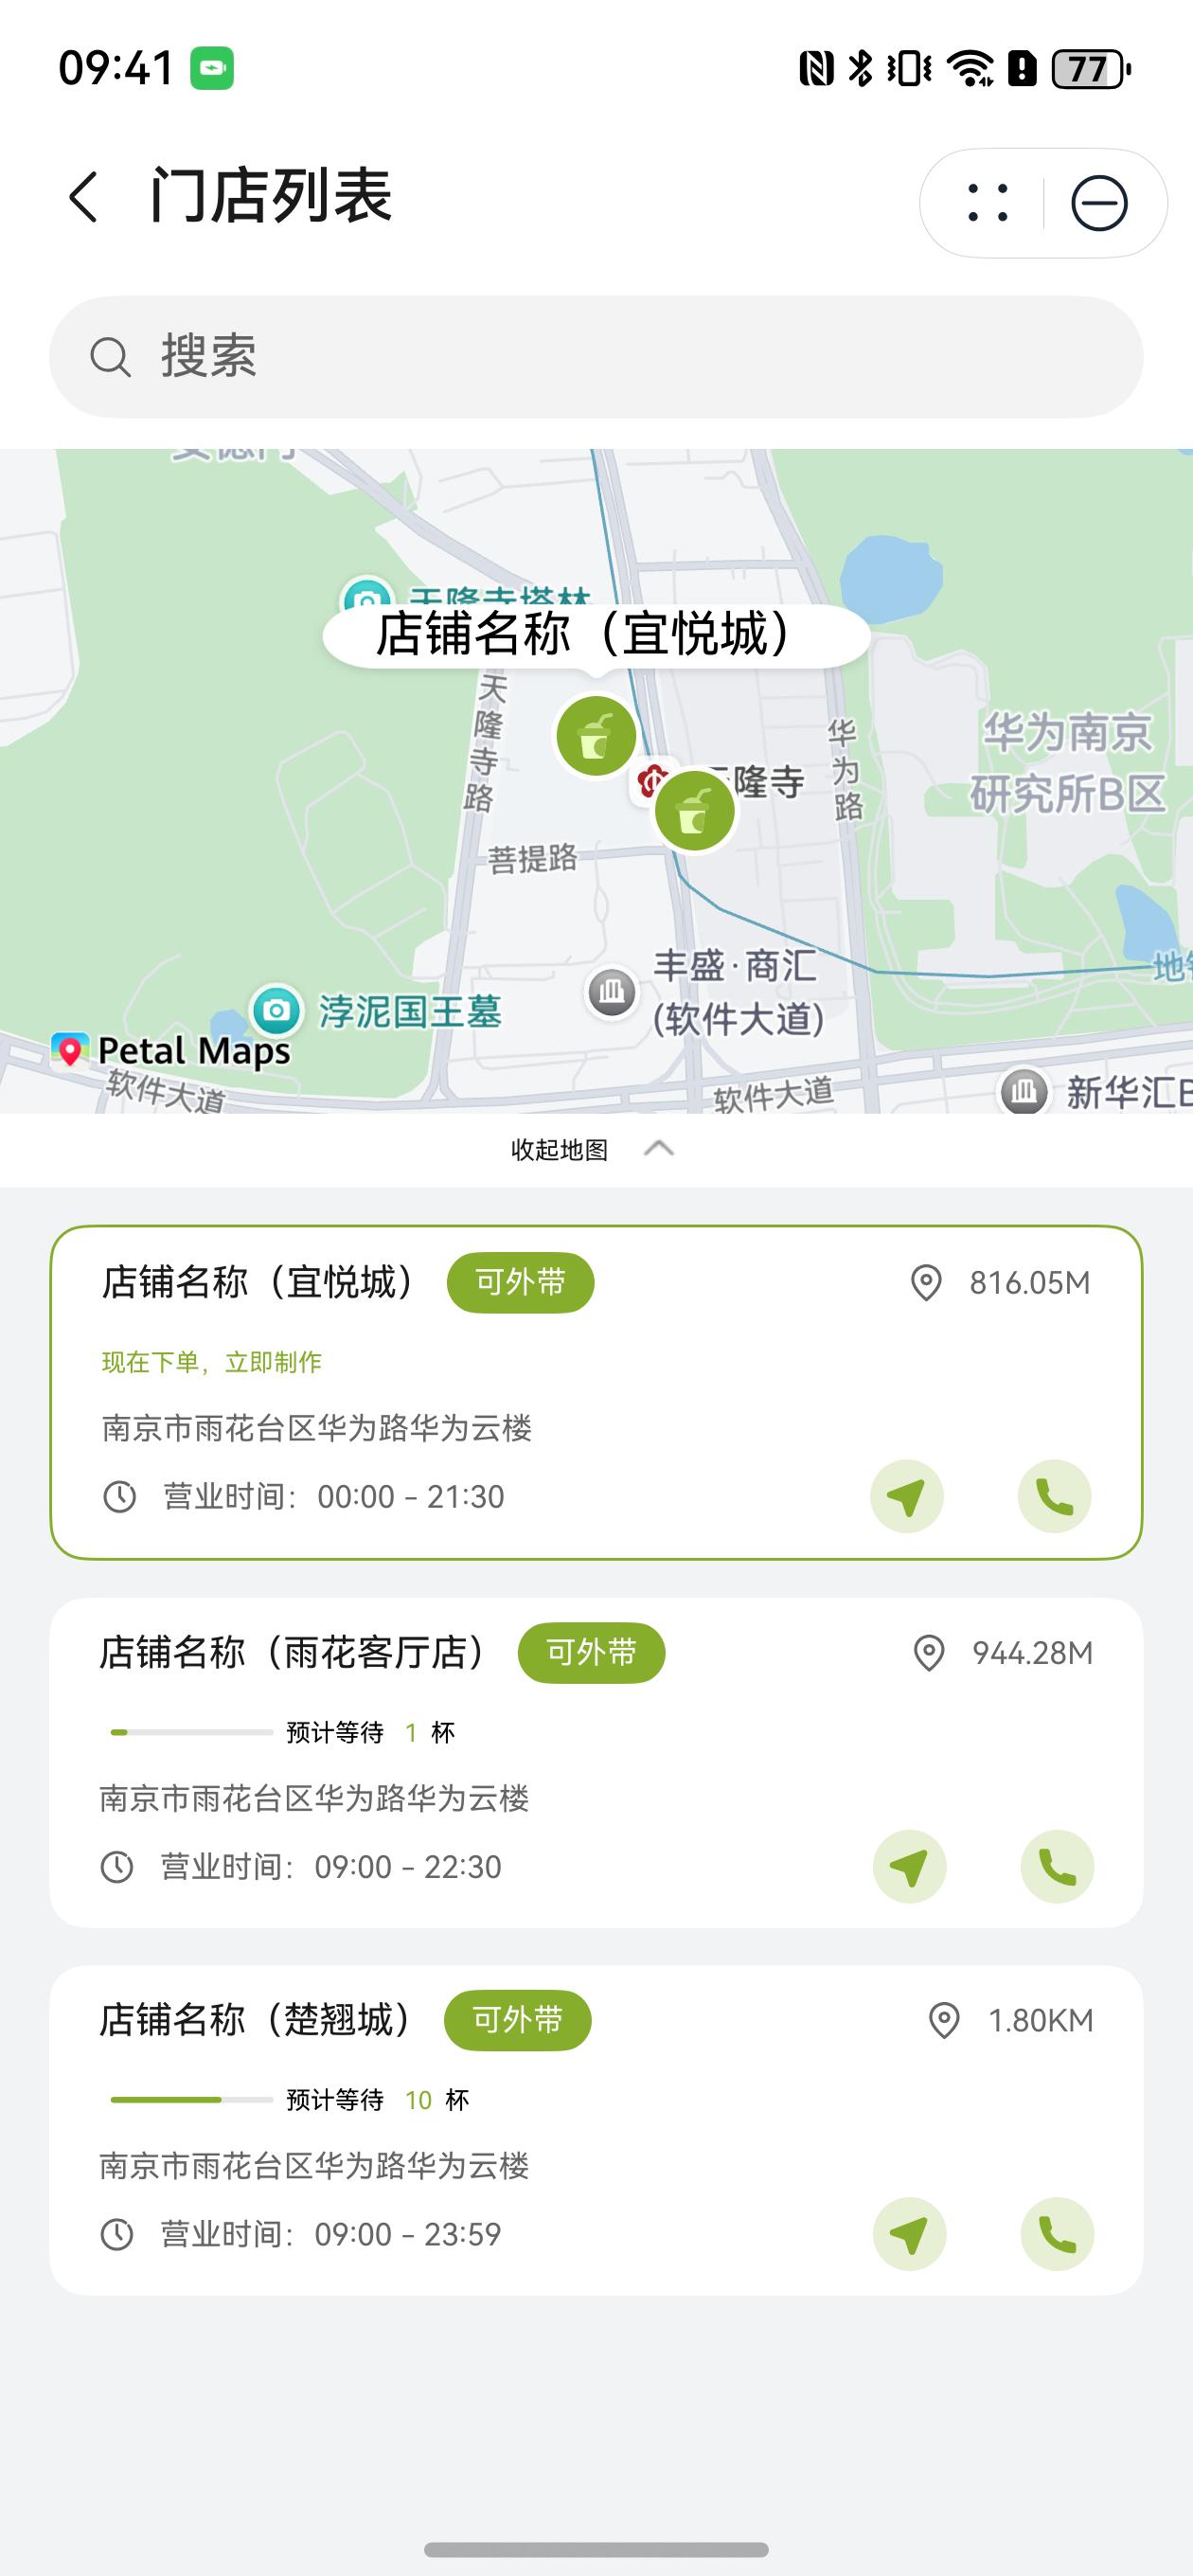 09:41
77
门店列表
搜索
天隆寺塔林
店铺名称（宜悦城）
天隆寺路
华为路
华为南京
研究所B区
隆寺
菩提路
丰盛·商汇
(软件大道)
浡泥国王墓
Petal Maps
软件大道
软件大道
新华汇B
收起地图
店铺名称（宜悦城） 可外带 816.05M
现在下单，立即制作
南京市雨花台区华为路华为云楼
营业时间：00:00 - 21:30
店铺名称（雨花客厅店） 可外带 944.28M
预计等待 1 杯
南京市雨花台区华为路华为云楼
营业时间：09:00 - 22:30
店铺名称（楚翘城） 可外带 1.80KM
预计等待 10 杯
南京市雨花台区华为路华为云楼
营业时间：09:00 - 23:59